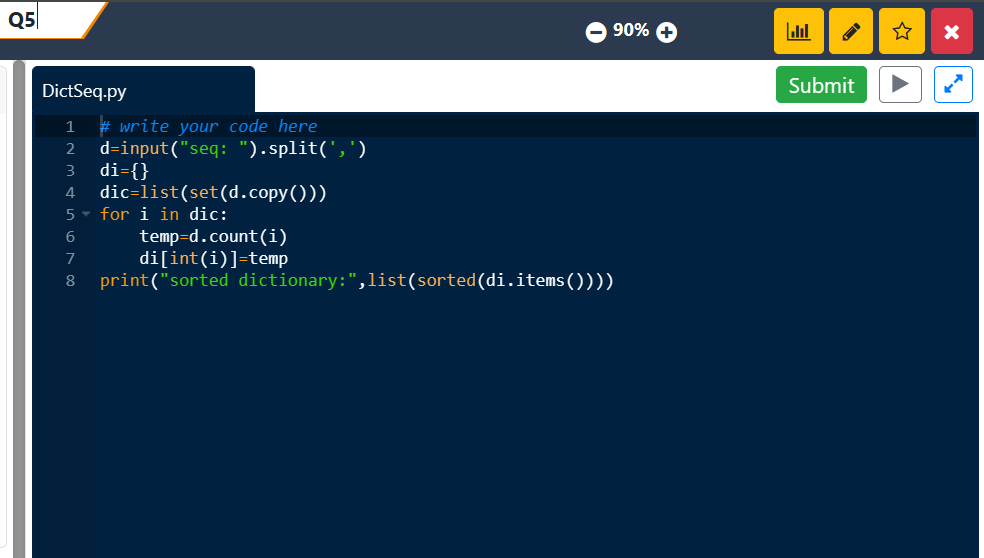 Q5
90%
DictSeq.py
Submit
1 # write your code here
2 d=input("seq: ").split(',')
3 di={}
4 dic=list(set(d.copy()))
5 for i in dic:
6     temp=d.count(i)
7     di[int(i)]=temp
8 print("sorted dictionary:",list(sorted(di.items())))